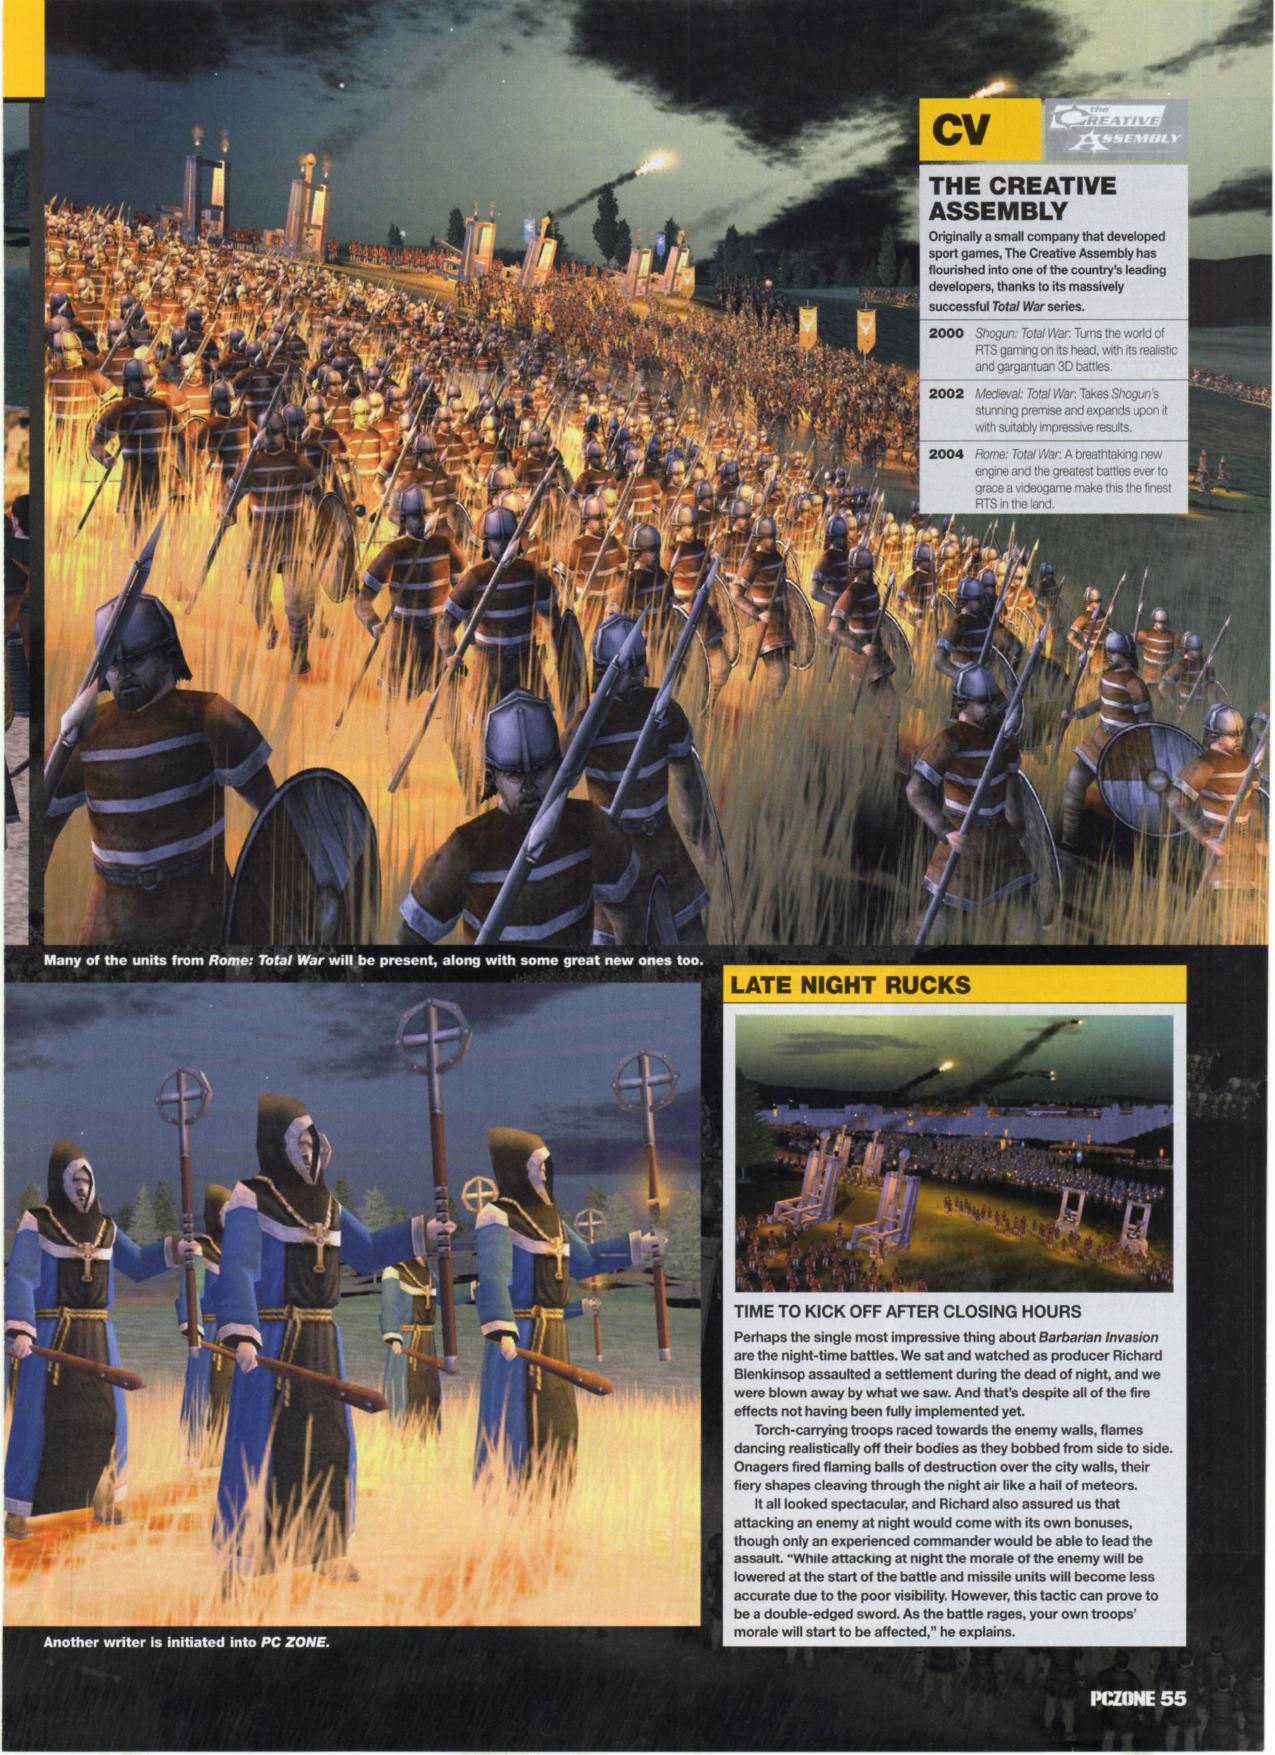 CV
the
CREATIVE
ASSEMBLY
THE CREATIVE
ASSEMBLY
Originally a small company that developed
sport games, The Creative Assembly has
flourished into one of the country's leading
developers, thanks to its massively
successful Total War series.
2000 Shogun: Total War: Turns the world of
RTS gaming on its head, with its realistic
and gargantuan 3D battles.
2002 Medieval: Total War: Takes Shogun's
stunning premise and expands upon it
with suitably impressive results.
2004 Rome: Total War: A breathtaking new
engine and the greatest battles ever to
grace a videogame make this the finest
RTS in the land.
Many of the units from Rome: Total War will be present, along with some great new ones too.
LATE NIGHT RUCKS
TIME TO KICK OFF AFTER CLOSING HOURS
Perhaps the single most impressive thing about Barbarian Invasion
are the night-time battles. We sat and watched as producer Richard
Blenkinsop assaulted a settlement during the dead of night, and we
were blown away by what we saw. And that's despite all of the fire
effects not having been fully implemented yet.
Torch-carrying troops raced towards the enemy walls, flames
dancing realistically off their bodies as they bobbed from side to side.
Onagers fired flaming balls of destruction over the city walls, their
fiery shapes cleaving through the night air like a hail of meteors.
It all looked spectacular, and Richard also assured us that
attacking an enemy at night would come with its own bonuses,
though only an experienced commander would be able to lead the
assault. "While attacking at night the morale of the enemy will be
lowered at the start of the battle and missile units will become less
accurate due to the poor visibility. However, this tactic can prove to
be a double-edged sword. As the battle rages, your own troops'
morale will start to be affected," he explains.
Another writer is initiated into PC ZONE.
PCZONE 55